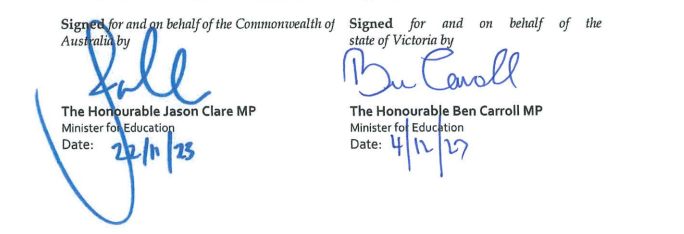 Signed for and on behalf of the Commonwealth of
Australia by
The Honourable Jason Clare MP
Minister for Education
Date: 22/11/23
Signed for and on behalf of the
state of Victoria by
Ben Carroll
The Honourable Ben Carroll MP
Minister for Education
Date: 4/12/23